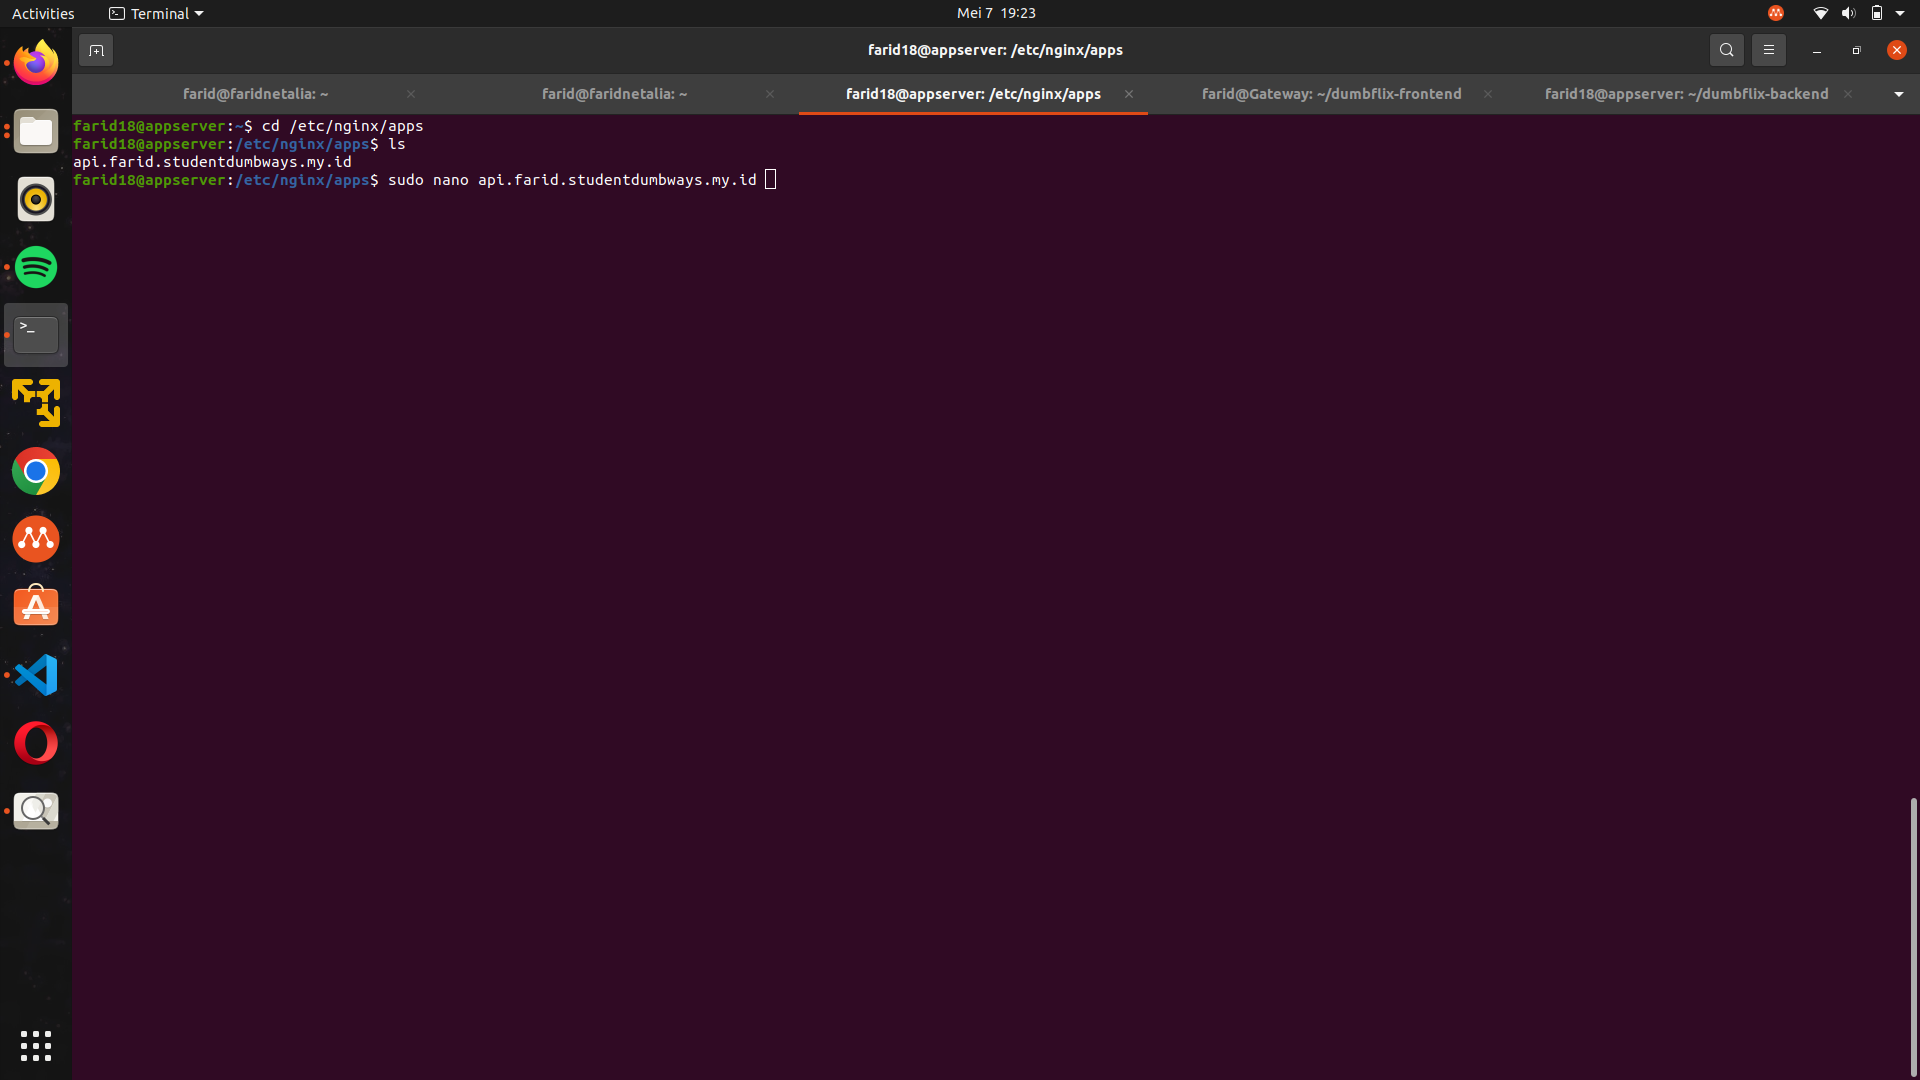 Activities
Terminal
Mei 7 19:23
farid18@appserver: /etc/nginx/apps
farid@faridnetalia: ~
farid@faridnetalia: ~
farid18@appserver: /etc/nginx/apps
farid@Gateway: ~/dumbflix-frontend
farid18@appserver: ~/dumbflix-backend
farid18@appserver:~$ cd /etc/nginx/apps
farid18@appserver:/etc/nginx/apps$ ls
api.farid.studentdumbways.my.id
farid18@appserver:/etc/nginx/apps$ sudo nano api.farid.studentdumbways.my.id